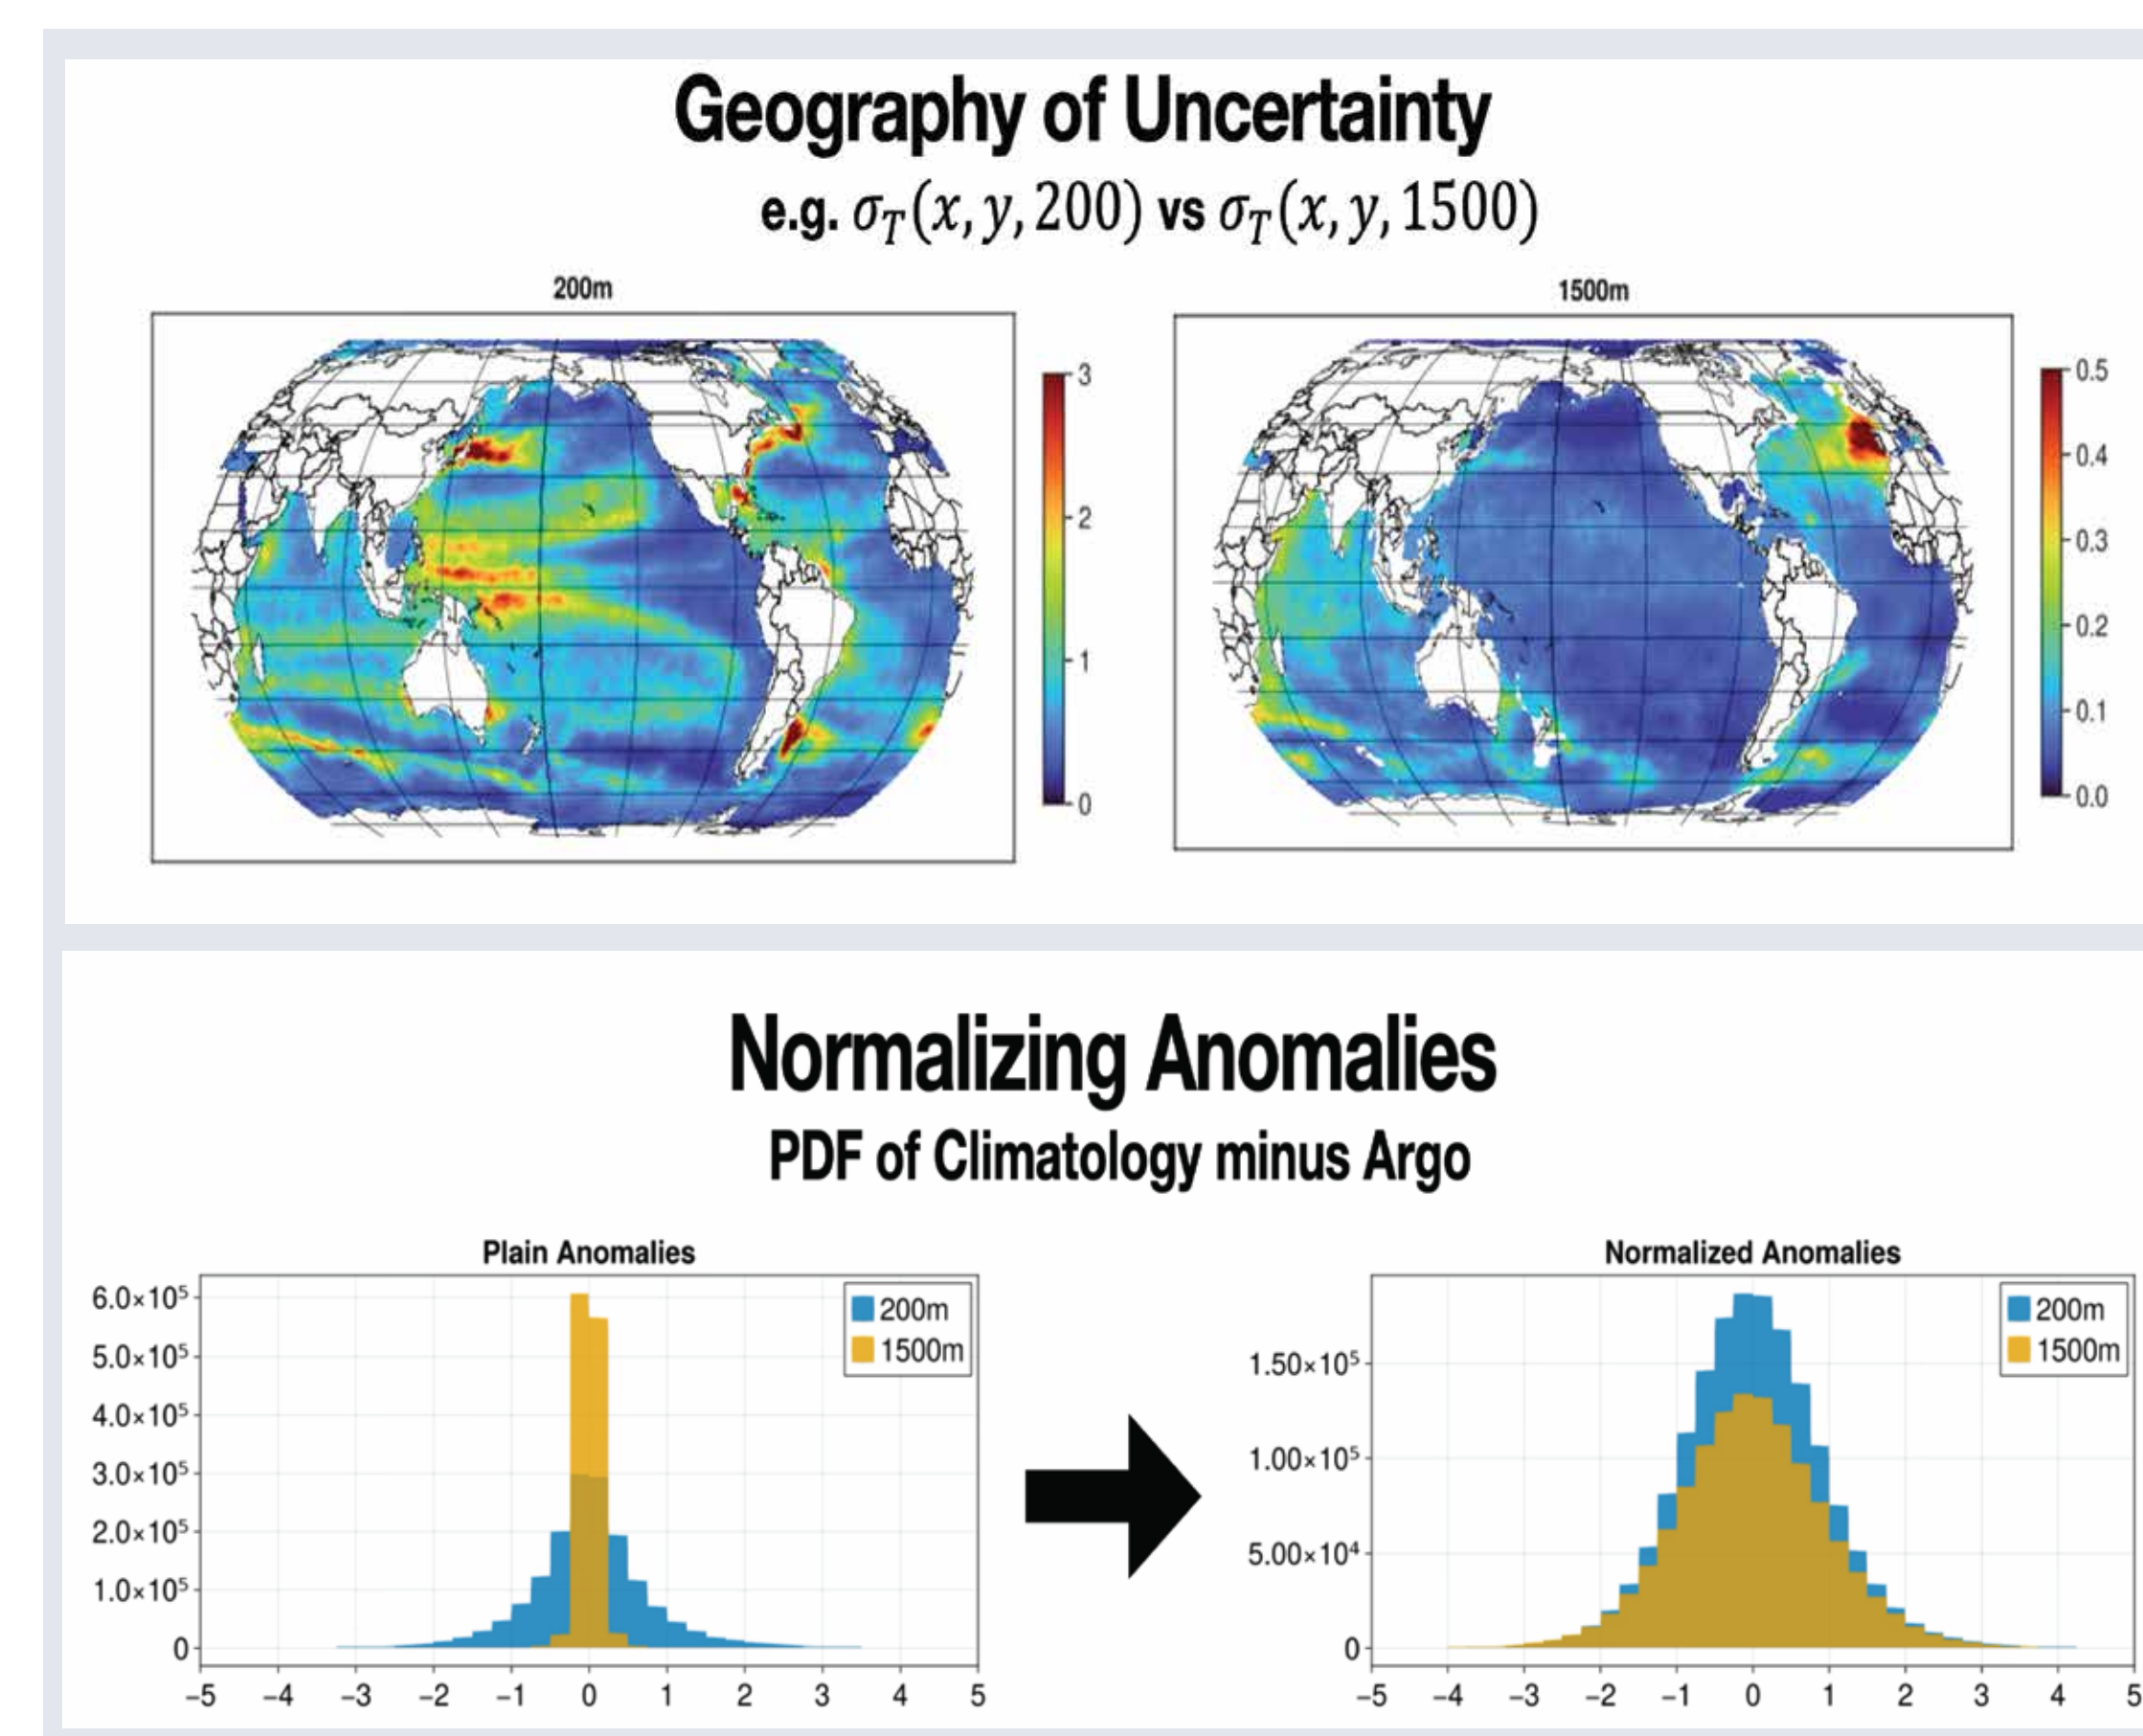 Geography of Uncertainty
e.g. σ_T(x, y, 200) vs σ_T(x, y, 1500)
200m
1500m
3
2
1
0
0.5
0.4
0.3
0.2
0.1
0.0
Normalizing Anomalies
PDF of Climatology minus Argo
Plain Anomalies
6.0×10⁵
5.0×10⁵
4.0×10⁵
3.0×10⁵
2.0×10⁵
1.0×10⁵
0
200m
1500m
−5 −4 −3 −2 −1 0 1 2 3 4 5
Normalized Anomalies
1.50×10⁵
1.00×10⁵
5.00×10⁴
0
200m
1500m
−5 −4 −3 −2 −1 0 1 2 3 4 5